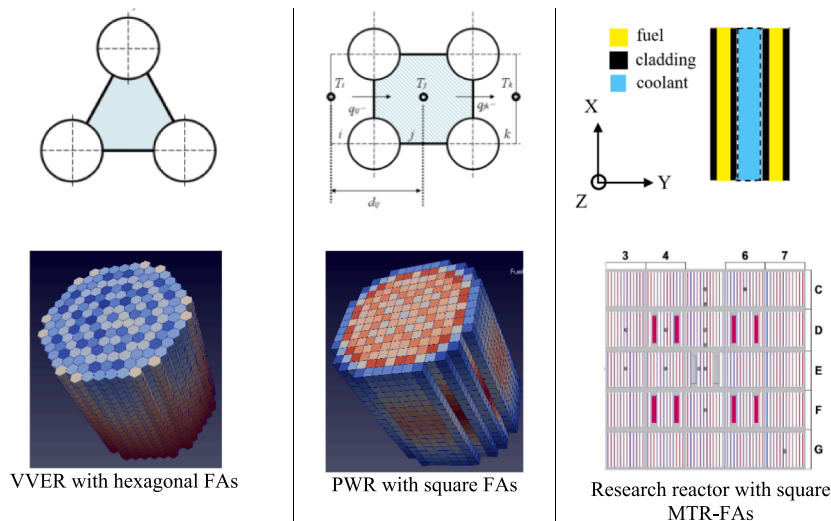 T_i
T_j
T_k
q_ij''
q_jk''
i
j
k
d_ij
fuel
cladding
coolant
X
Y
Z
Fuel
3
4
6
7
C
D
E
F
G
VVER with hexagonal FAs
PWR with square FAs
Research reactor with square
MTR-FAs